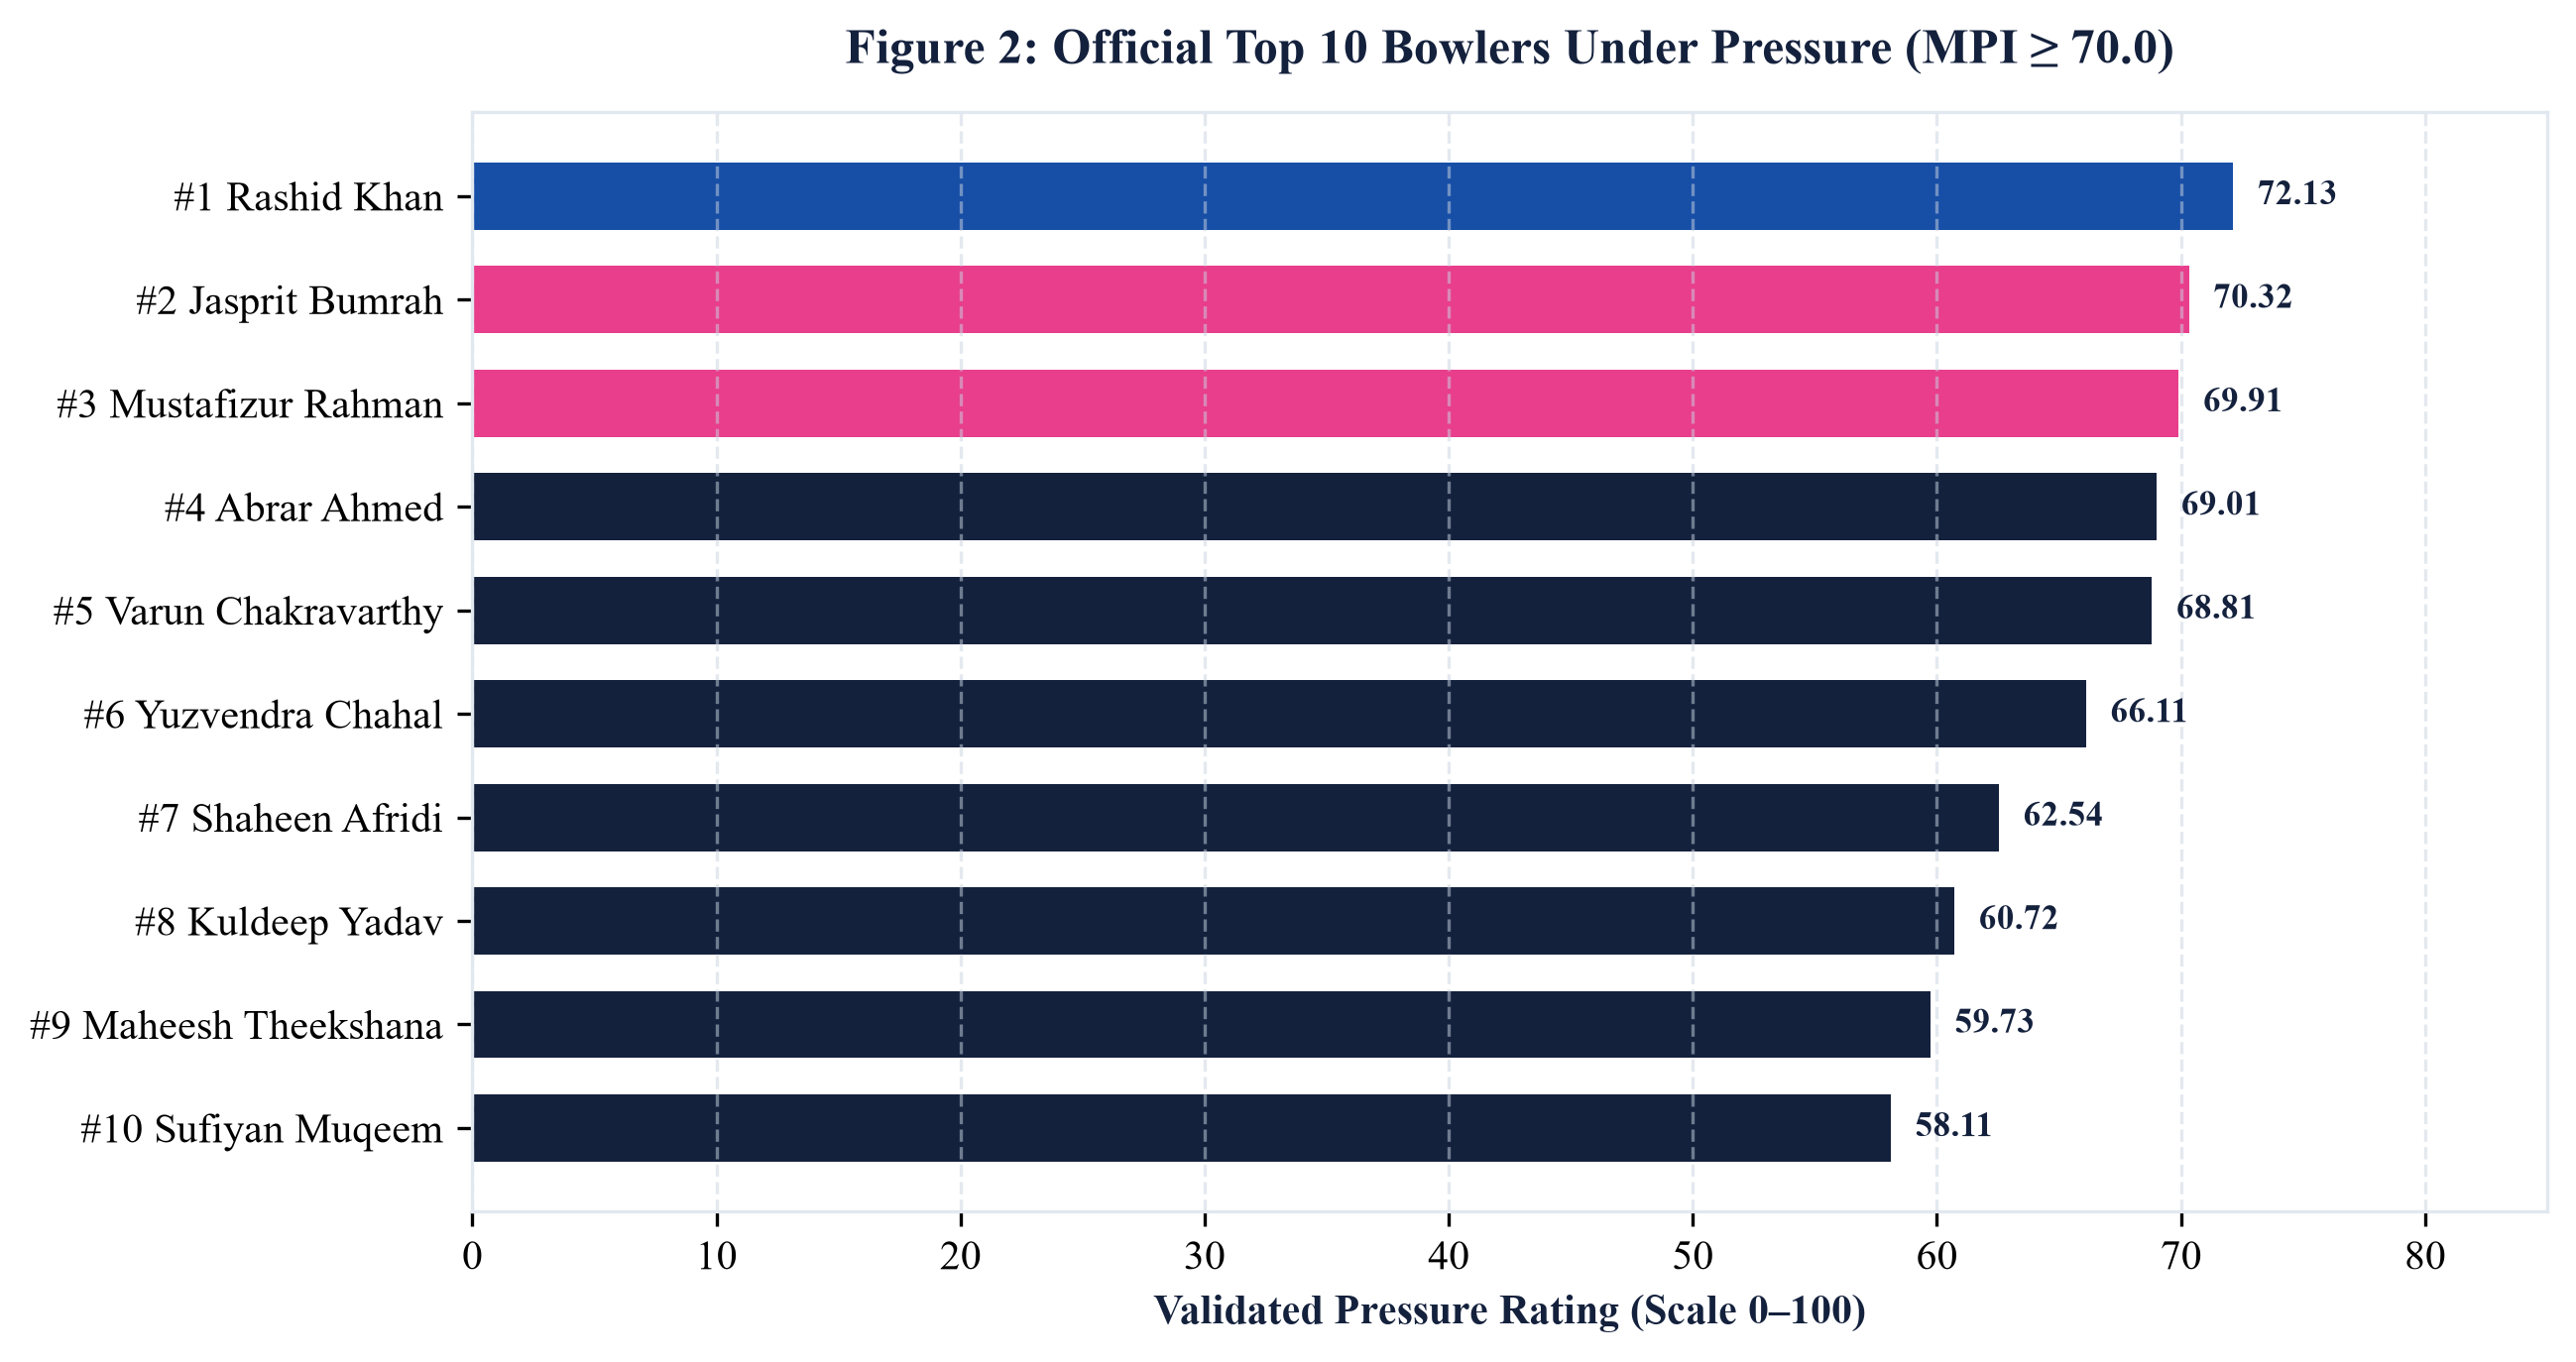 Figure 2: Official Top 10 Bowlers Under Pressure (MPI ≥ 70.0)
#1 Rashid Khan 72.13
#2 Jasprit Bumrah 70.32
#3 Mustafizur Rahman 69.91
#4 Abrar Ahmed 69.01
#5 Varun Chakravarthy 68.81
#6 Yuzvendra Chahal 66.11
#7 Shaheen Afridi 62.54
#8 Kuldeep Yadav 60.72
#9 Maheesh Theekshana 59.73
#10 Sufiyan Muqeem 58.11
0 10 20 30 40 50 60 70 80
Validated Pressure Rating (Scale 0–100)